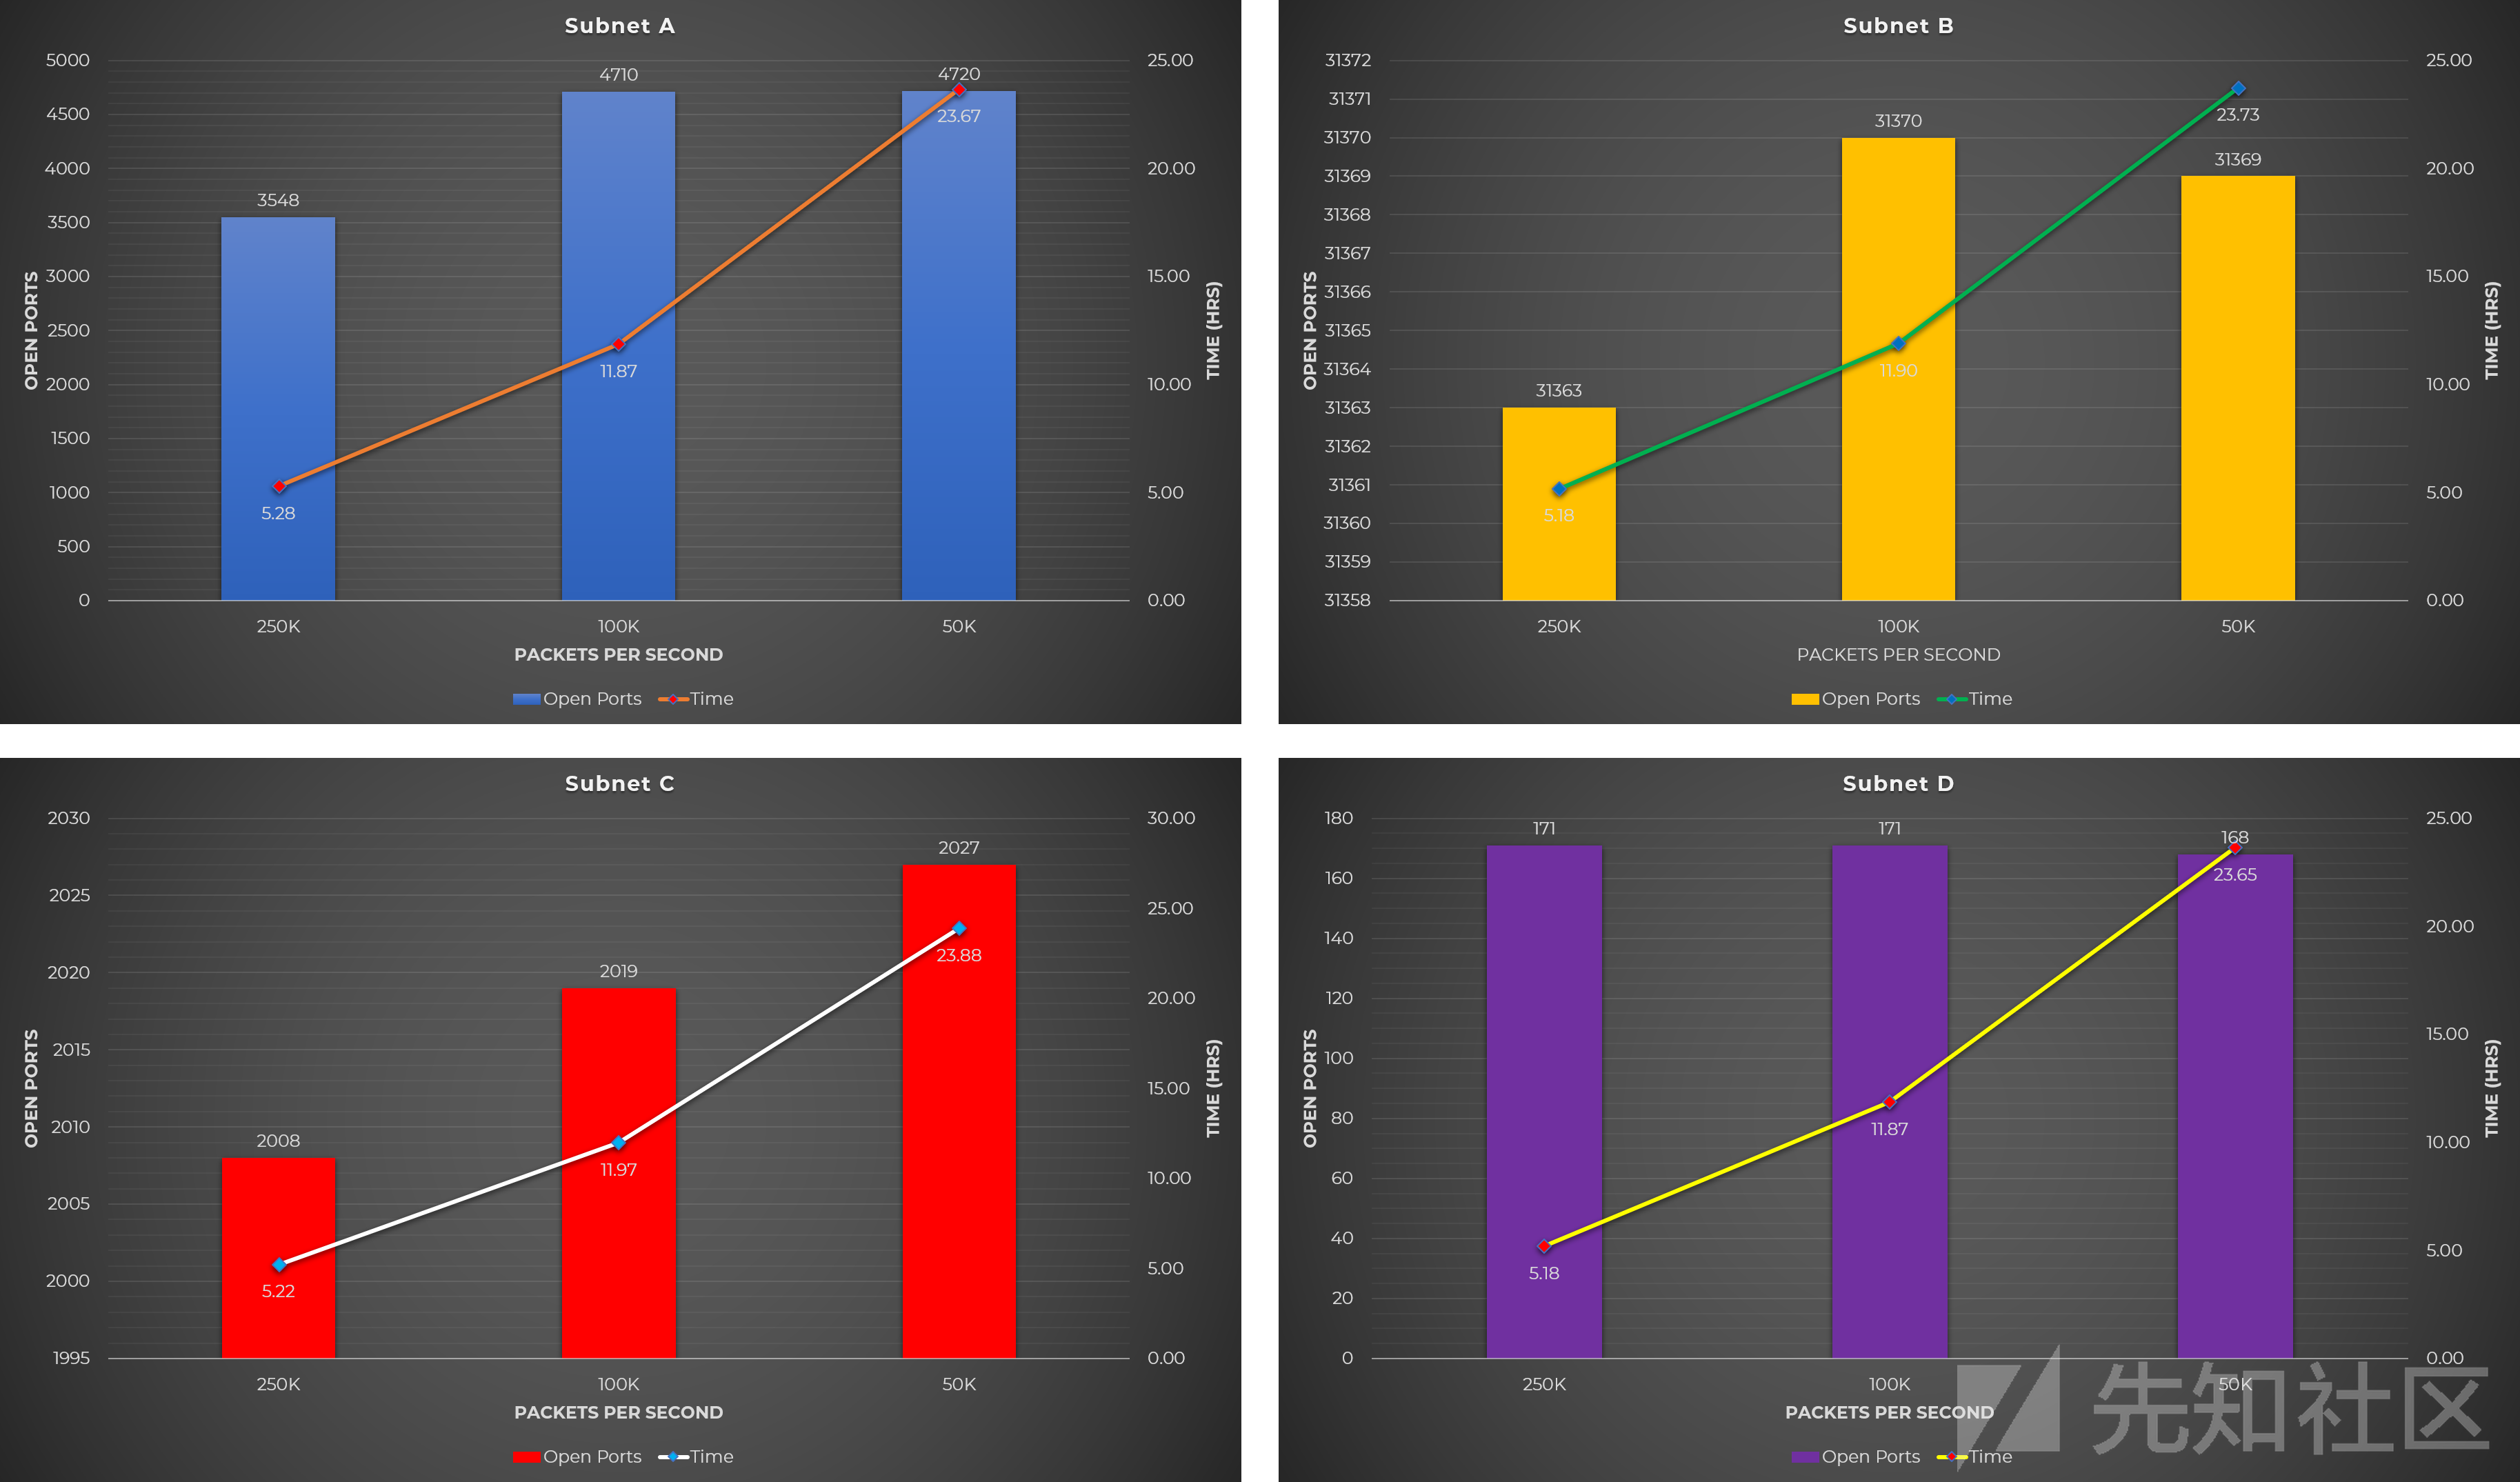 Subnet A
5000
4500
4000
3500
3000
2500
2000
1500
1000
500
0
OPEN PORTS
25.00
20.00
15.00
10.00
5.00
0.00
TIME (HRS)
3548
4710
4720
5.28
11.87
23.67
250K
100K
50K
PACKETS PER SECOND
Open Ports
Time
Subnet B
31372
31371
31370
31369
31368
31367
31366
31365
31364
31363
31362
31361
31360
31359
31358
OPEN PORTS
25.00
20.00
15.00
10.00
5.00
0.00
TIME (HRS)
31363
31370
31369
5.18
11.90
23.73
250K
100K
50K
PACKETS PER SECOND
Open Ports
Time
Subnet C
2030
2025
2020
2015
2010
2005
2000
1995
OPEN PORTS
30.00
25.00
20.00
15.00
10.00
5.00
0.00
TIME (HRS)
2008
2019
2027
5.22
11.97
23.88
250K
100K
50K
PACKETS PER SECOND
Open Ports
Time
Subnet D
180
160
140
120
100
80
60
40
20
0
OPEN PORTS
25.00
20.00
15.00
10.00
5.00
0.00
TIME (HRS)
171
171
168
5.18
11.87
23.65
250K
100K
50K
PACKETS PER SECOND
Open Ports
Time
先知社区